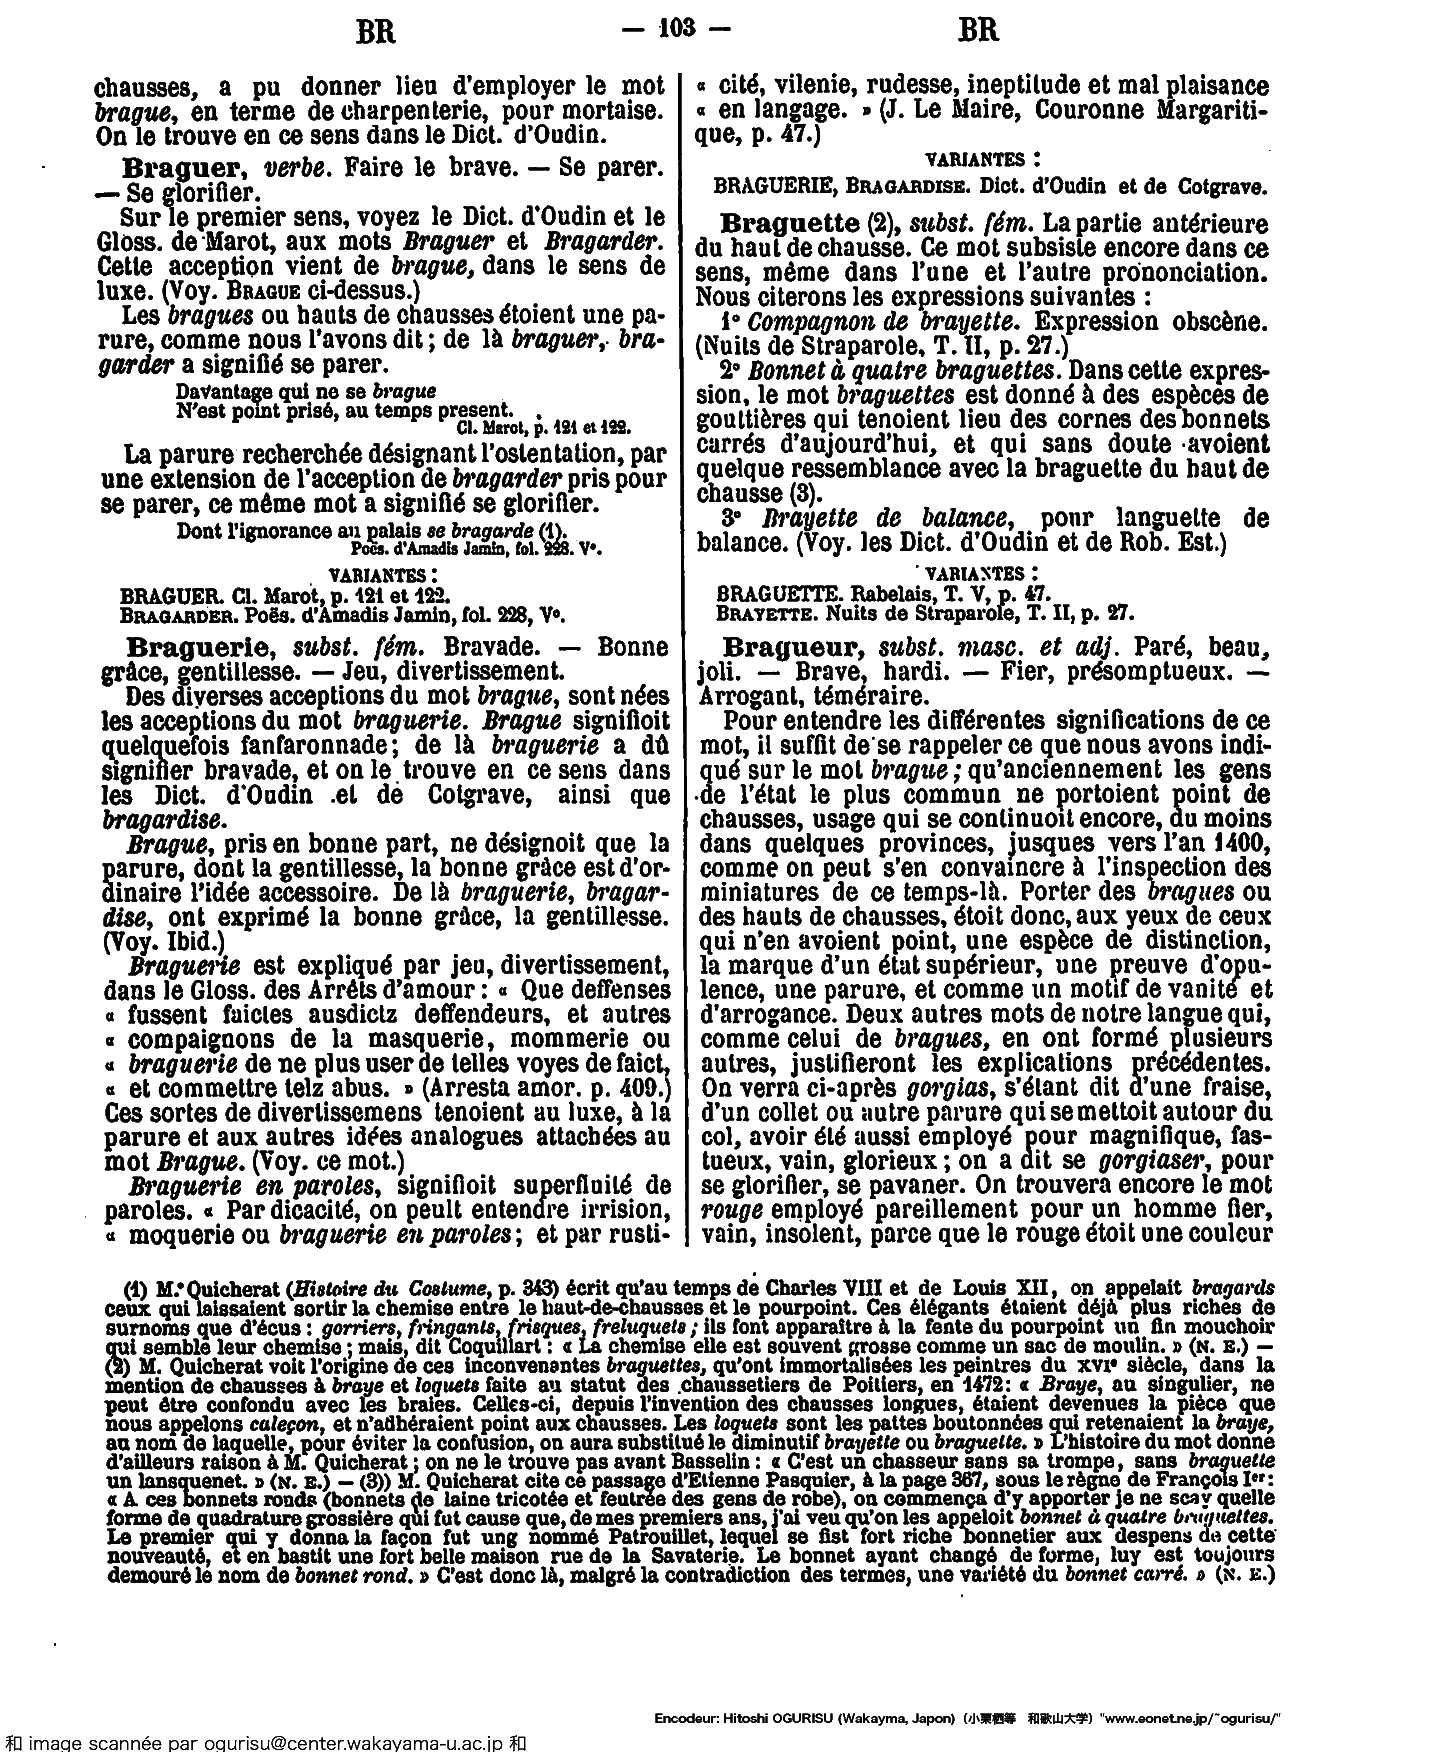 BR — 103 — BR
chausses, a pu donner lieu d'employer le mot
brague, en terme de charpenterie, pour mortaise.
On le trouve en ce sens dans le Dict. d'Oudin.
Braguer, verbe. Faire le brave. — Se parer.
— Se glorifier.
Sur le premier sens, voyez le Dict. d'Oudin et le
Gloss. de Marot, aux mots Braguer et Bragarder.
Cette acception vient de brague, dans le sens de
luxe. (Voy. BRAGUE ci-dessus.)
Les bragues ou hauts de chausses étoient une pa-
rure, comme nous l'avons dit ; de là braguer, bra-
garder a signifié se parer.
Davantage qui ne se brague
N'est point prisé, au temps present.
Cl. Marot, p. 121 et 122.
La parure recherchée désignant l'ostentation, par
une extension de l'acception de bragarder pris pour
se parer, ce même mot a signifié se glorifier.
Dont l'ignorance au palais se bragarde (1).
Poës. d'Amadis Jamin, fol. 228. V°.
VARIANTES :
BRAGUER. Cl. Marot, p. 121 et 122.
BRAGARDER. Poës. d'Amadis Jamin, fol. 228, V°.
Braguerie, subst. fém. Bravade. — Bonne
grâce, gentillesse. — Jeu, divertissement.
Des diverses acceptions du mot brague, sont nées
les acceptions du mot braguerie. Brague signifioit
quelquefois fanfaronnade ; de là braguerie a dû
signifier bravade, et on le trouve en ce sens dans
les Dict. d'Oudin et de Cotgrave, ainsi que
bragardise.
Brague, pris en bonne part, ne désignoit que la
parure, dont la gentillesse, la bonne grâce est d'or-
dinaire l'idée accessoire. De là braguerie, bragar-
dise, ont exprimé la bonne grâce, la gentillesse.
(Voy. Ibid.)
Braguerie est expliqué par jeu, divertissement,
dans le Gloss. des Arrêts d'amour : « Que deffenses
« fussent faictes ausdictz deffendeurs, et autres
« compaignons de la masquerie, mommerie ou
« braguerie de ne plus user de telles voyes de faict,
« et commettre telz abus. » (Arresta amor. p. 409.)
Ces sortes de divertissemens tenoient au luxe, à la
parure et aux autres idées analogues attachées au
mot Brague. (Voy. ce mot.)
Braguerie en paroles, signifioit superfluité de
paroles. « Par dicacité, on peult entendre irrision,
« moquerie ou braguerie en paroles ; et par rusti-
« cité, vilenie, rudesse, ineptitude et mal plaisance
« en langage. » (J. Le Maire, Couronne Margariti-
que, p. 47.)
VARIANTES :
BRAGUERIE, BRAGARDISE. Dict. d'Oudin et de Cotgrave.
Braguette (2), subst. fém. La partie antérieure
du haut de chausse. Ce mot subsiste encore dans ce
sens, même dans l'une et l'autre prononciation.
Nous citerons les expressions suivantes :
1° Compagnon de brayette. Expression obscène.
(Nuits de Straparole, T. II, p. 27.)
2° Bonnet à quatre braguettes. Dans cette expres-
sion, le mot braguettes est donné à des espèces de
gouttières qui tenoient lieu des cornes des bonnets
carrés d'aujourd'hui, et qui sans doute avoient
quelque ressemblance avec la braguette du haut de
chausse (3).
3° Brayette de balance, pour languette de
balance. (Voy. les Dict. d'Oudin et de Rob. Est.)
VARIANTES :
BRAGUETTE. Rabelais, T. V, p. 47.
BRAYETTE. Nuits de Straparole, T. II, p. 27.
Bragueur, subst. masc. et adj. Paré, beau,
joli. — Brave, hardi. — Fier, présomptueux. —
Arrogant, téméraire.
Pour entendre les différentes significations de ce
mot, il suffit de se rappeler ce que nous avons indi-
qué sur le mot brague ; qu'anciennement les gens
de l'état le plus commun ne portoient point de
chausses, usage qui se continuoit encore, du moins
dans quelques provinces, jusques vers l'an 1400,
comme on peut s'en convaincre à l'inspection des
miniatures de ce temps-là. Porter des bragues ou
des hauts de chausses, étoit donc, aux yeux de ceux
qui n'en avoient point, une espèce de distinction,
la marque d'un état supérieur, une preuve d'opu-
lence, une parure, et comme un motif de vanité et
d'arrogance. Deux autres mots de notre langue qui,
comme celui de bragues, en ont formé plusieurs
autres, justifieront les explications précédentes.
On verra ci-après gorgias, s'étant dit d'une fraise,
d'un collet ou autre parure qui se mettoit autour du
col, avoir été aussi employé pour magnifique, fas-
tueux, vain, glorieux ; on a dit se gorgiaser, pour
se glorifier, se pavaner. On trouvera encore le mot
rouge employé pareillement pour un homme fier,
vain, insolent, parce que le rouge étoit une couleur
(1) M. Quicherat (Histoire du Costume, p. 343) écrit qu'au temps de Charles VIII et de Louis XII, on appelait bragards
ceux qui laissaient sortir la chemise entre le haut-de-chausses et le pourpoint. Ces élégants étaient déjà plus riches de
surnoms que d'écus : gorriers, fringants, frisques, freluquets ; ils font apparaître à la fente du pourpoint un fin mouchoir
qui semble leur chemise ; mais, dit Coquillart : « La chemise elle est souvent grosse comme un sac de moulin. » (N. E.) —
(2) M. Quicherat voit l'origine de ces inconvenantes braguettes, qu'ont immortalisées les peintres du XVIe siècle, dans la
mention de chausses à braye et loquets faite au statut des chaussetiers de Poitiers, en 1472 : « Braye, au singulier, ne
peut être confondu avec les braies. Celles-ci, depuis l'invention des chausses longues, étaient devenues la pièce que
nous appelons caleçon, et n'adhéraient point aux chausses. Les loquets sont les pattes boutonnées qui retenaient la braye,
au nom de laquelle, pour éviter la confusion, on aura substitué le diminutif brayette ou braguette. » L'histoire du mot donne
d'ailleurs raison à M. Quicherat ; on ne le trouve pas avant Basselin : « C'est un chasseur sans sa trompe, sans braguette
un lansquenet. » (N. E.) — (3)) M. Quicherat cite ce passage d'Etienne Pasquier, à la page 367, sous le règne de François Ier :
« A ces bonnets ronds (bonnets de laine tricotée et feutrée des gens de robe), on commença d'y apporter je ne sçay quelle
forme de quadrature grossière qui fut cause que, de mes premiers ans, j'ai veu qu'on les appeloit bonnet à quatre braguettes.
Le premier qui y donna la façon fut ung nommé Patrouillet, lequel se fist fort riche bonnetier aux despens de cette
nouveauté, et en bastit une fort belle maison rue de la Savaterie. Le bonnet ayant changé de forme, luy est toujours
demouré le nom de bonnet rond. » C'est donc là, malgré la contradiction des termes, une variété du bonnet carré. » (N. E.)
Encodeur: Hitoshi OGURISU (Wakayma, Japon) (小栗栖等 和歌山大学) "www.eonet.ne.jp/~ogurisu/"
和 image scannée par ogurisu@center.wakayama-u.ac.jp 和